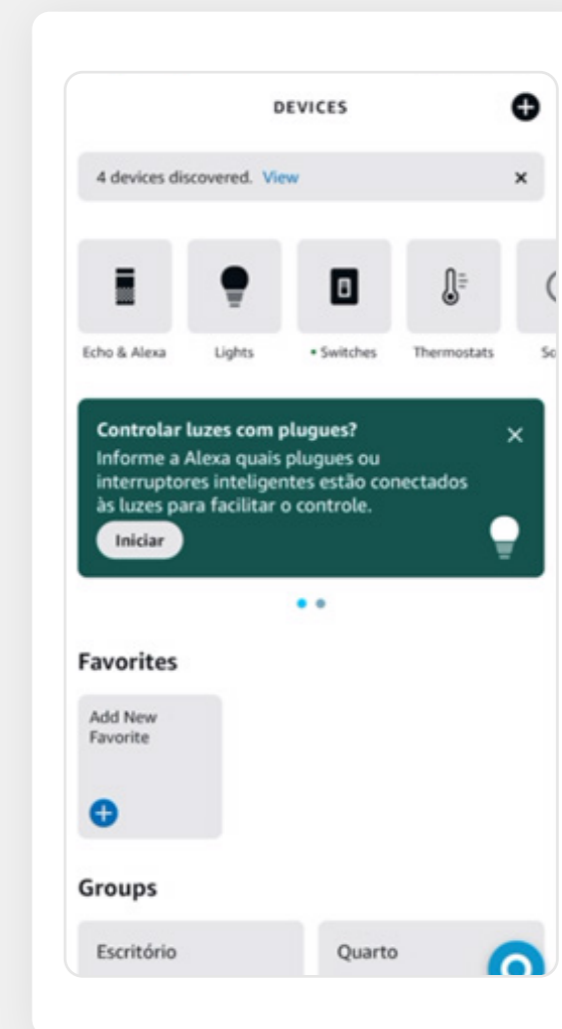 DEVICES
4 devices discovered. View
Echo & Alexa
Lights
Switches
Thermostats
Controlar luzes com plugues?
Informe a Alexa quais plugues ou
interruptores inteligentes estão conectados
às luzes para facilitar o controle.
Iniciar
Favorites
Add New
Favorite
Groups
Escritório
Quarto